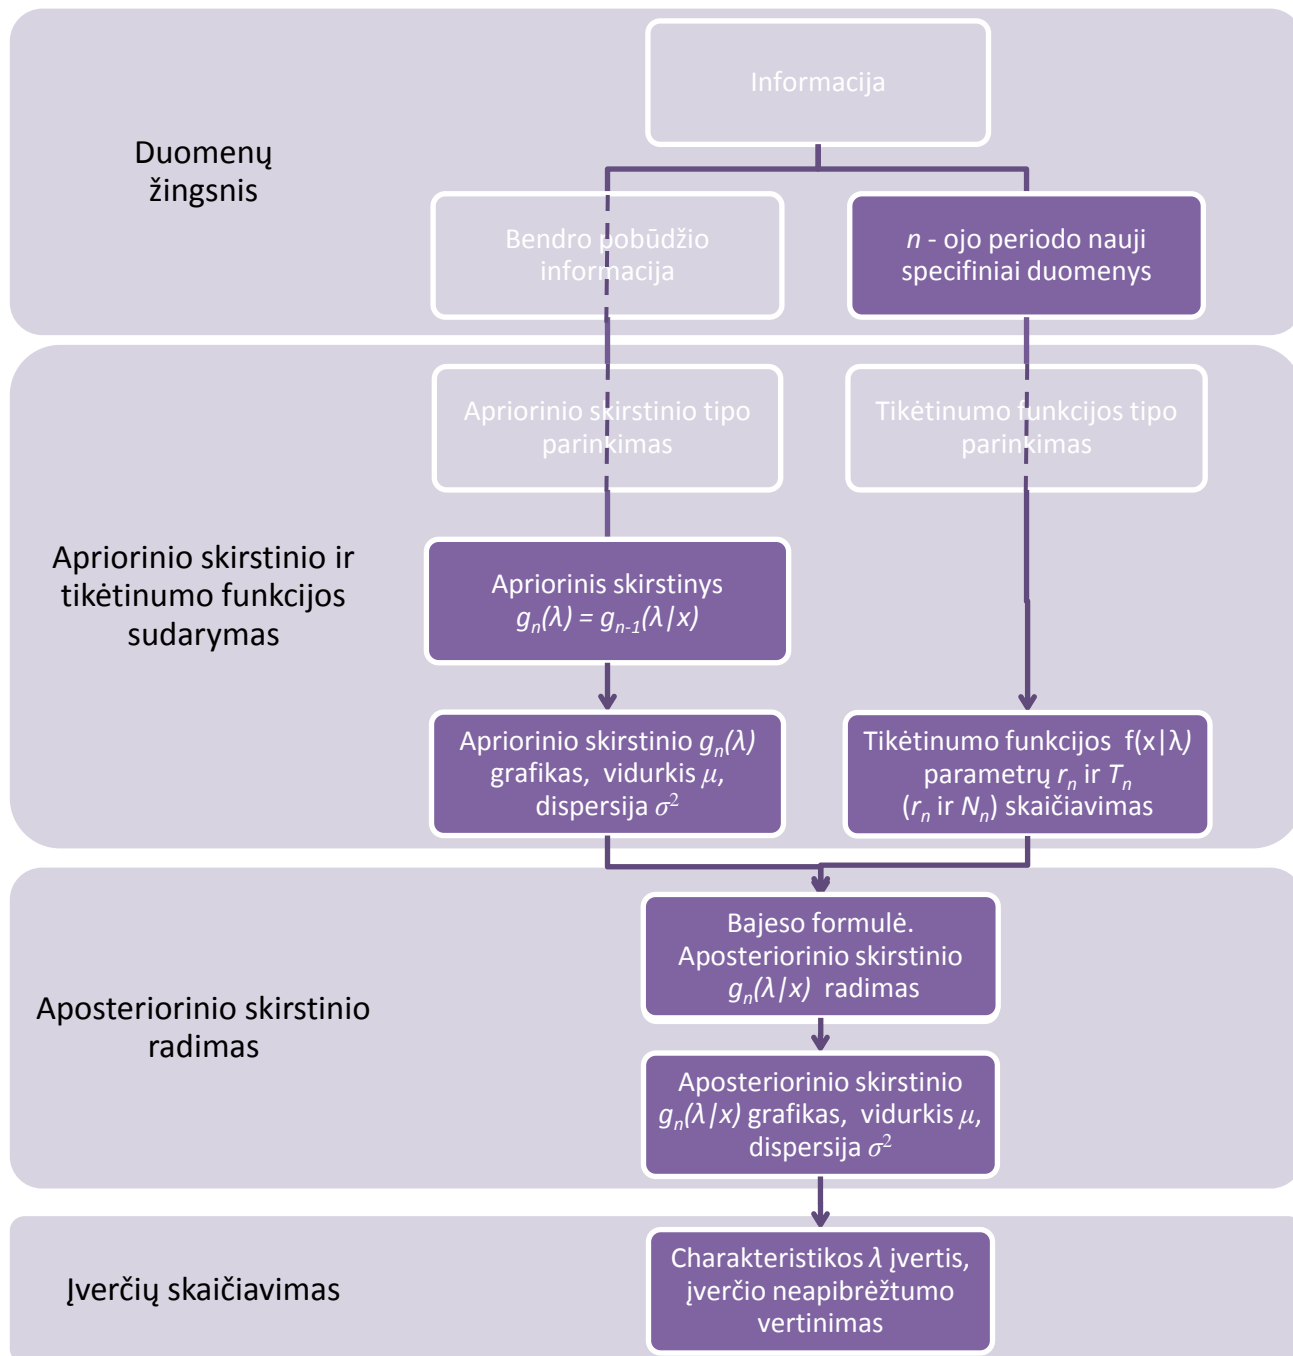 Duomenų
žingsnis
Informacija
Bendro pobūdžio
informacija
n - ojo periodo nauji
specifiniai duomenys
Apriorinio skirstinio ir
tikėtinumo funkcijos
sudarymas
Apriorinio skirstinio tipo
parinkimas
Tikėtinumo funkcijos tipo
parinkimas
Apriorinis skirstinys
gₙ(λ) = gₙ₋₁(λ|x)
Apriorinio skirstinio gₙ(λ)
grafikas, vidurkis μ,
dispersija σ²
Tikėtinumo funkcijos f(x|λ)
parametrų rₙ ir Tₙ
(rₙ ir Nₙ) skaičiavimas
Aposteriorinio skirstinio
radimas
Bajeso formulė.
Aposteriorinio skirstinio
gₙ(λ|x) radimas
Aposteriorinio skirstinio
gₙ(λ|x) grafikas, vidurkis μ,
dispersija σ²
Įverčių skaičiavimas
Charakteristikos λ įvertis,
įverčio neapibrėžtumo
vertinimas